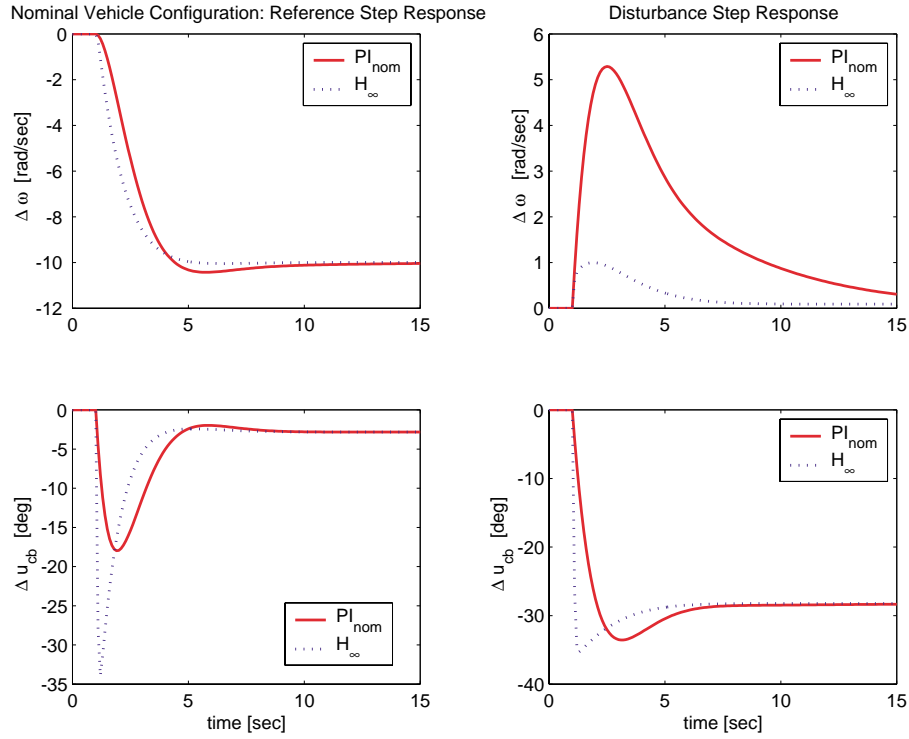 Nominal Vehicle Configuration: Reference Step Response
0
-2
-4
-6
-8
-10
-12
0
5
10
15
Δ ω [rad/sec]
PI_nom
H_∞
Disturbance Step Response
6
5
4
3
2
1
0
0
5
10
15
Δ ω [rad/sec]
PI_nom
H_∞
0
-5
-10
-15
-20
-25
-30
-35
0
5
10
15
Δ u_cb [deg]
time [sec]
PI_nom
H_∞
0
-10
-20
-30
-40
0
5
10
15
Δ u_cb [deg]
time [sec]
PI_nom
H_∞